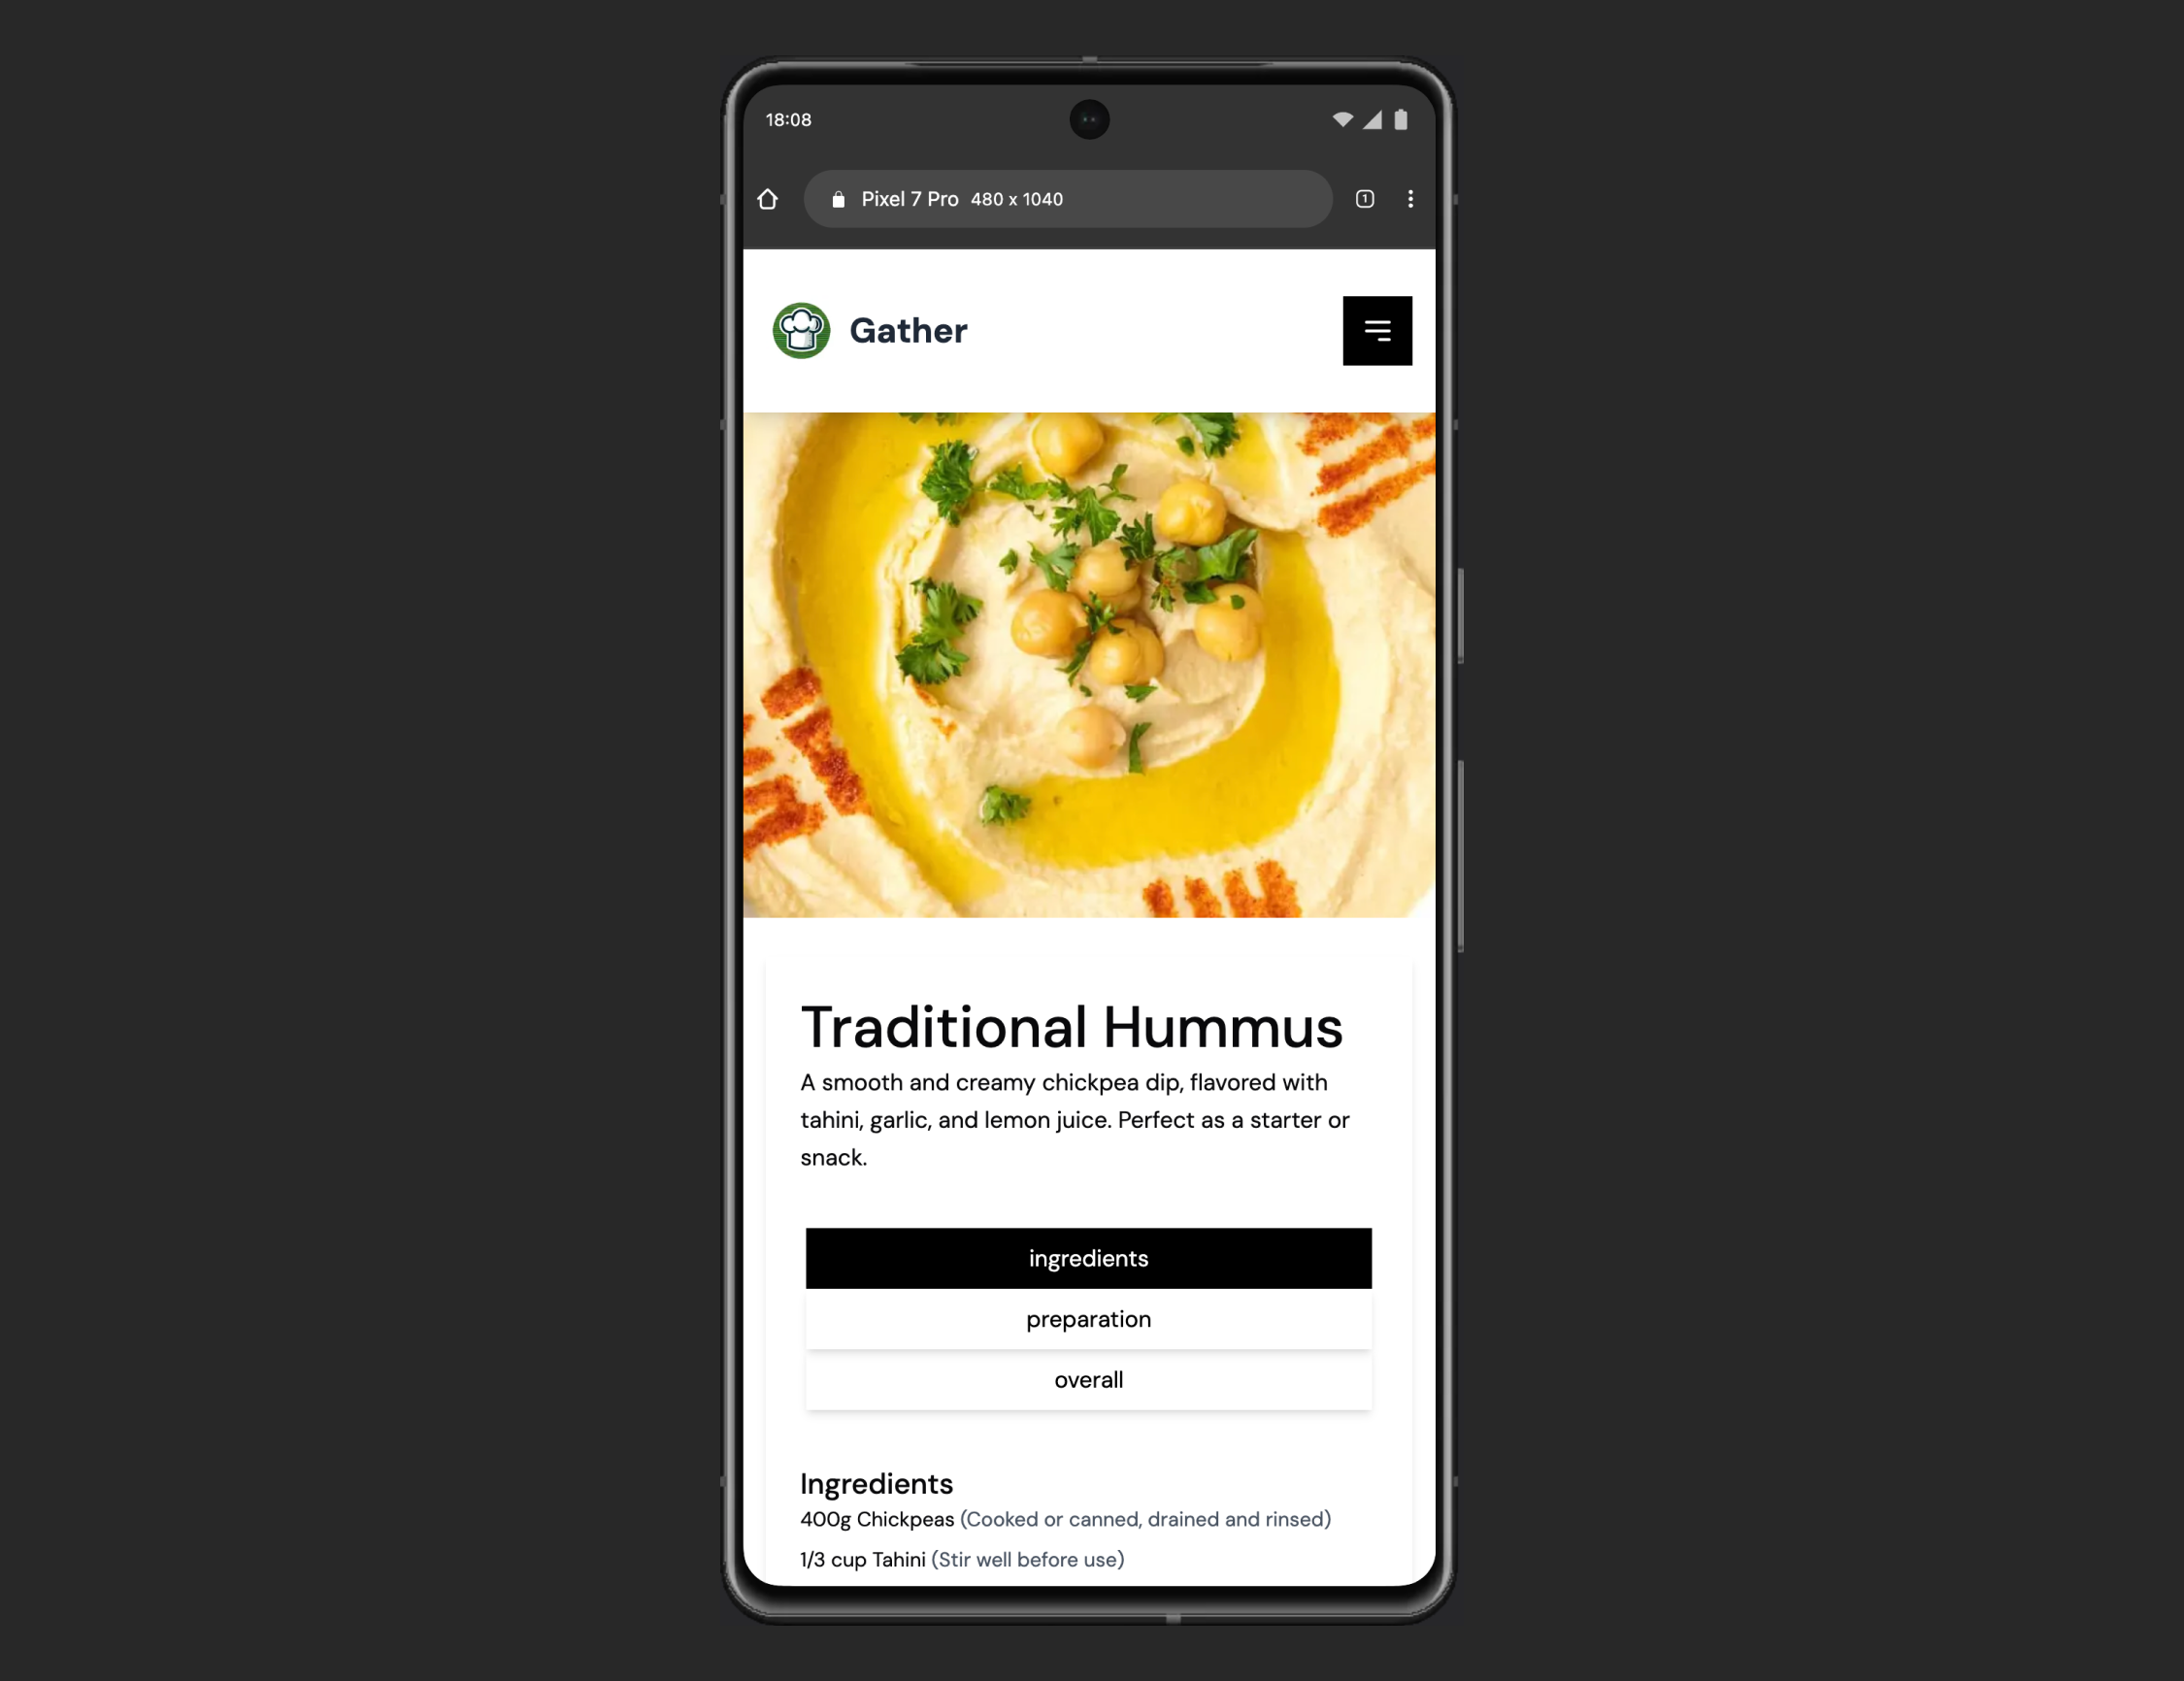 18:08
Pixel 7 Pro 480 x 1040
1
Gather
Traditional Hummus
A smooth and creamy chickpea dip, flavored with
tahini, garlic, and lemon juice. Perfect as a starter or
snack.
ingredients
preparation
overall
Ingredients
400g Chickpeas (Cooked or canned, drained and rinsed)
1/3 cup Tahini (Stir well before use)